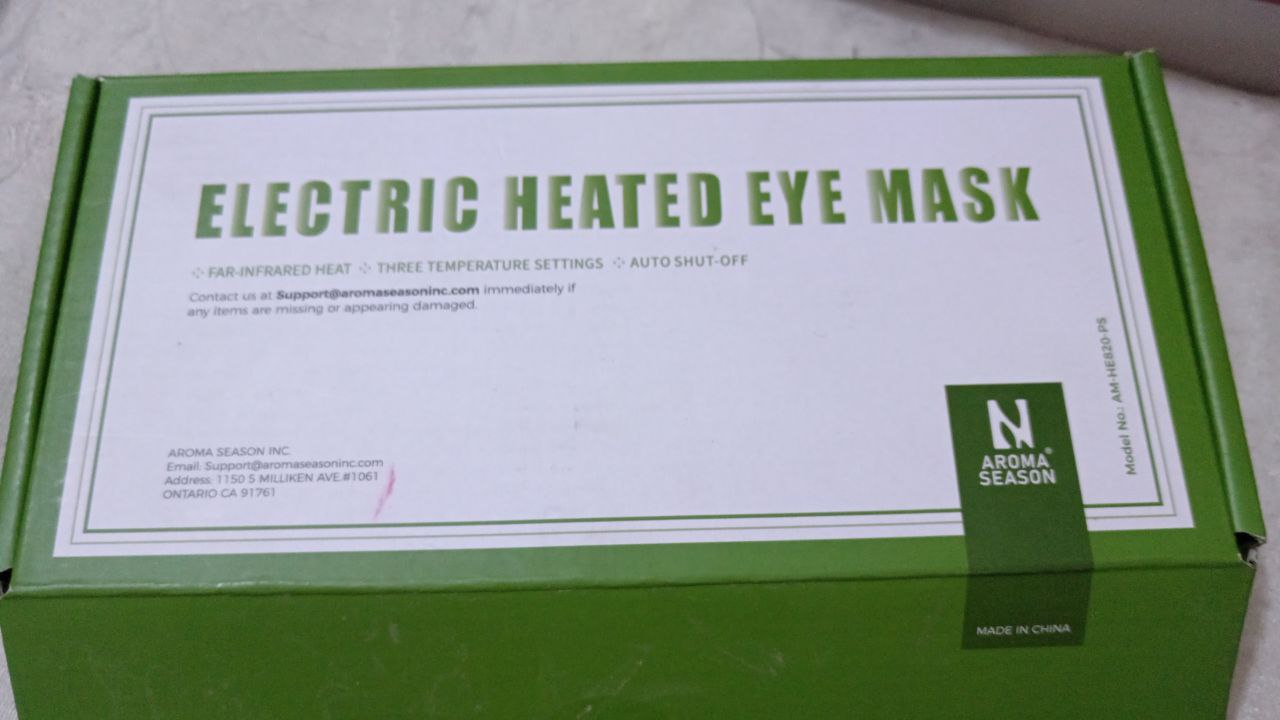 ELECTRIC HEATED EYE MASK
FAR-INFRARED HEAT THREE TEMPERATURE SETTINGS AUTO SHUT-OFF
Contact us at Support@aromaseasoninc.com immediately if
any items are missing or appearing damaged.
AROMA SEASON INC.
Email: Support@aromaseasoninc.com
Address: 1150 S MILLIKEN AVE.#1061
ONTARIO CA 91761
Model No.: AM-HE820-PS
AROMA®
SEASON
MADE IN CHINA